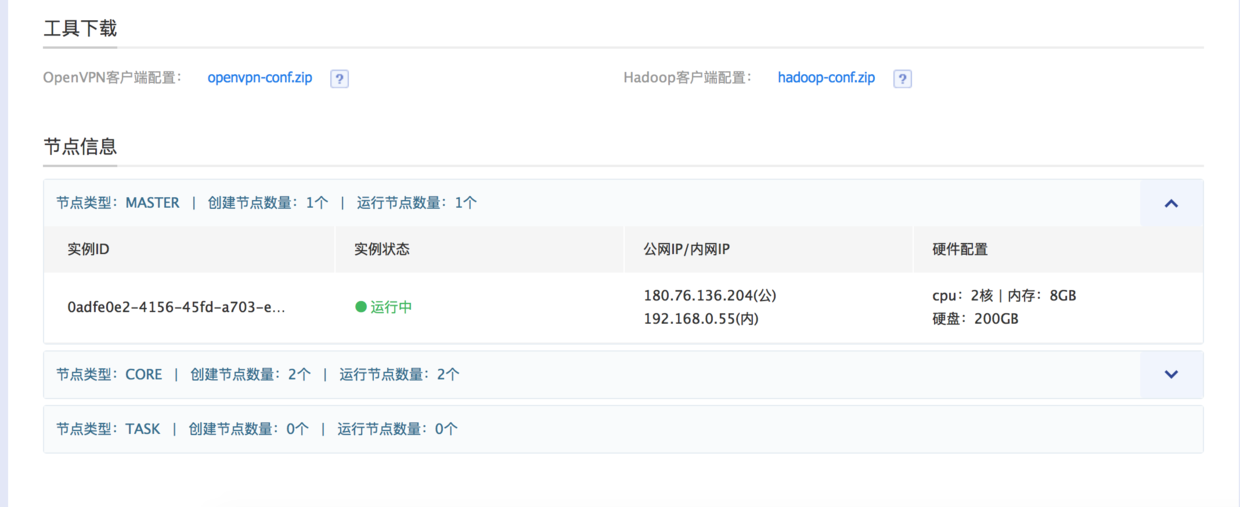 工具下载
OpenVPN客户端配置： openvpn-conf.zip ? Hadoop客户端配置： hadoop-conf.zip ?
节点信息
节点类型：MASTER | 创建节点数量：1个 | 运行节点数量：1个
实例ID 实例状态 公网IP/内网IP 硬件配置
0adfe0e2-4156-45fd-a703-e... 运行中 180.76.136.204(公) cpu：2核 | 内存：8GB
192.168.0.55(内) 硬盘：200GB
节点类型：CORE | 创建节点数量：2个 | 运行节点数量：2个
节点类型：TASK | 创建节点数量：0个 | 运行节点数量：0个